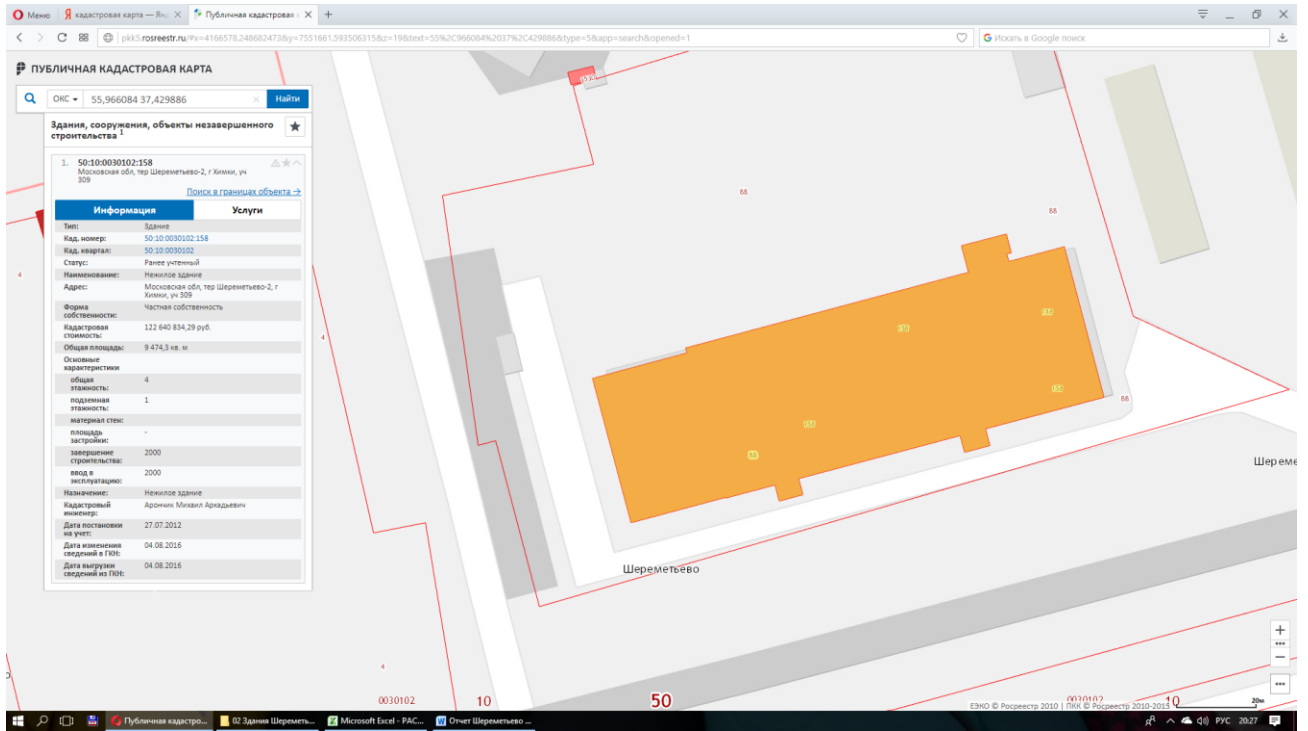 Меню
кадастровая карта — Янд
Публичная кадастровая
pkk5.rosreestr.ru/#x=4166578.248682473&y=7551661.593506315&z=19&text=55%2C966084%2037%2C429886&type=5&app=search&opened=1
Искать в Google поиск
ПУБЛИЧНАЯ КАДАСТРОВАЯ КАРТА
ОКС 55,966084 37,429886 Найти
Здания, сооружения, объекты незавершенного
строительства 1
1. 50:10:0030102:158
Московская обл, тер Шереметьево-2, г Химки, уч
309
Поиск в границах объекта →
Информация Услуги
Тип: Здание
Кад. номер: 50:10:0030102:158
Кад. квартал: 50:10:0030102
Статус: Ранее учтенный
Наименование: Нежилое здание
Адрес: Московская обл, тер Шереметьево-2, г
Химки, уч 309
Форма Частная собственность
собственности:
Кадастровая 122 640 834,29 руб.
стоимость:
Общая площадь: 9 474,3 кв. м
Основные
характеристики
общая 4
этажность:
подземная 1
этажность:
материал стен:
площадь -
застройки:
завершение 2000
строительства:
ввод в 2000
эксплуатацию:
Назначение: Нежилое здание
Кадастровый Арончик Михаил Аркадьевич
инженер:
Дата постановки 27.07.2012
на учет:
Дата изменения 04.08.2016
сведений в ГКН:
Дата выгрузки 04.08.2016
сведений из ГКН:
88
88
88
4
4
4
Шереме
Шереметьево
0030102
10
50
0030102
10
20м
ЕЭКО © Росреестр 2010 | ПКК © Росреестр 2010-2015
Публичная кадастро...
02 Здания Шереметь...
Microsoft Excel - РАС...
Отчет Шереметьево ...
РУС 20:27